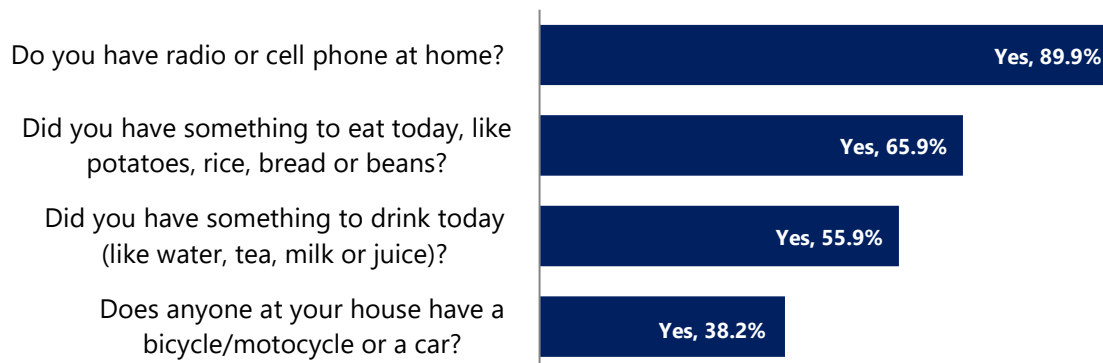 Do you have radio or cell phone at home?
Yes, 89.9%
Did you have something to eat today, like
potatoes, rice, bread or beans?
Yes, 65.9%
Did you have something to drink today
(like water, tea, milk or juice)?
Yes, 55.9%
Does anyone at your house have a
bicycle/motocycle or a car?
Yes, 38.2%